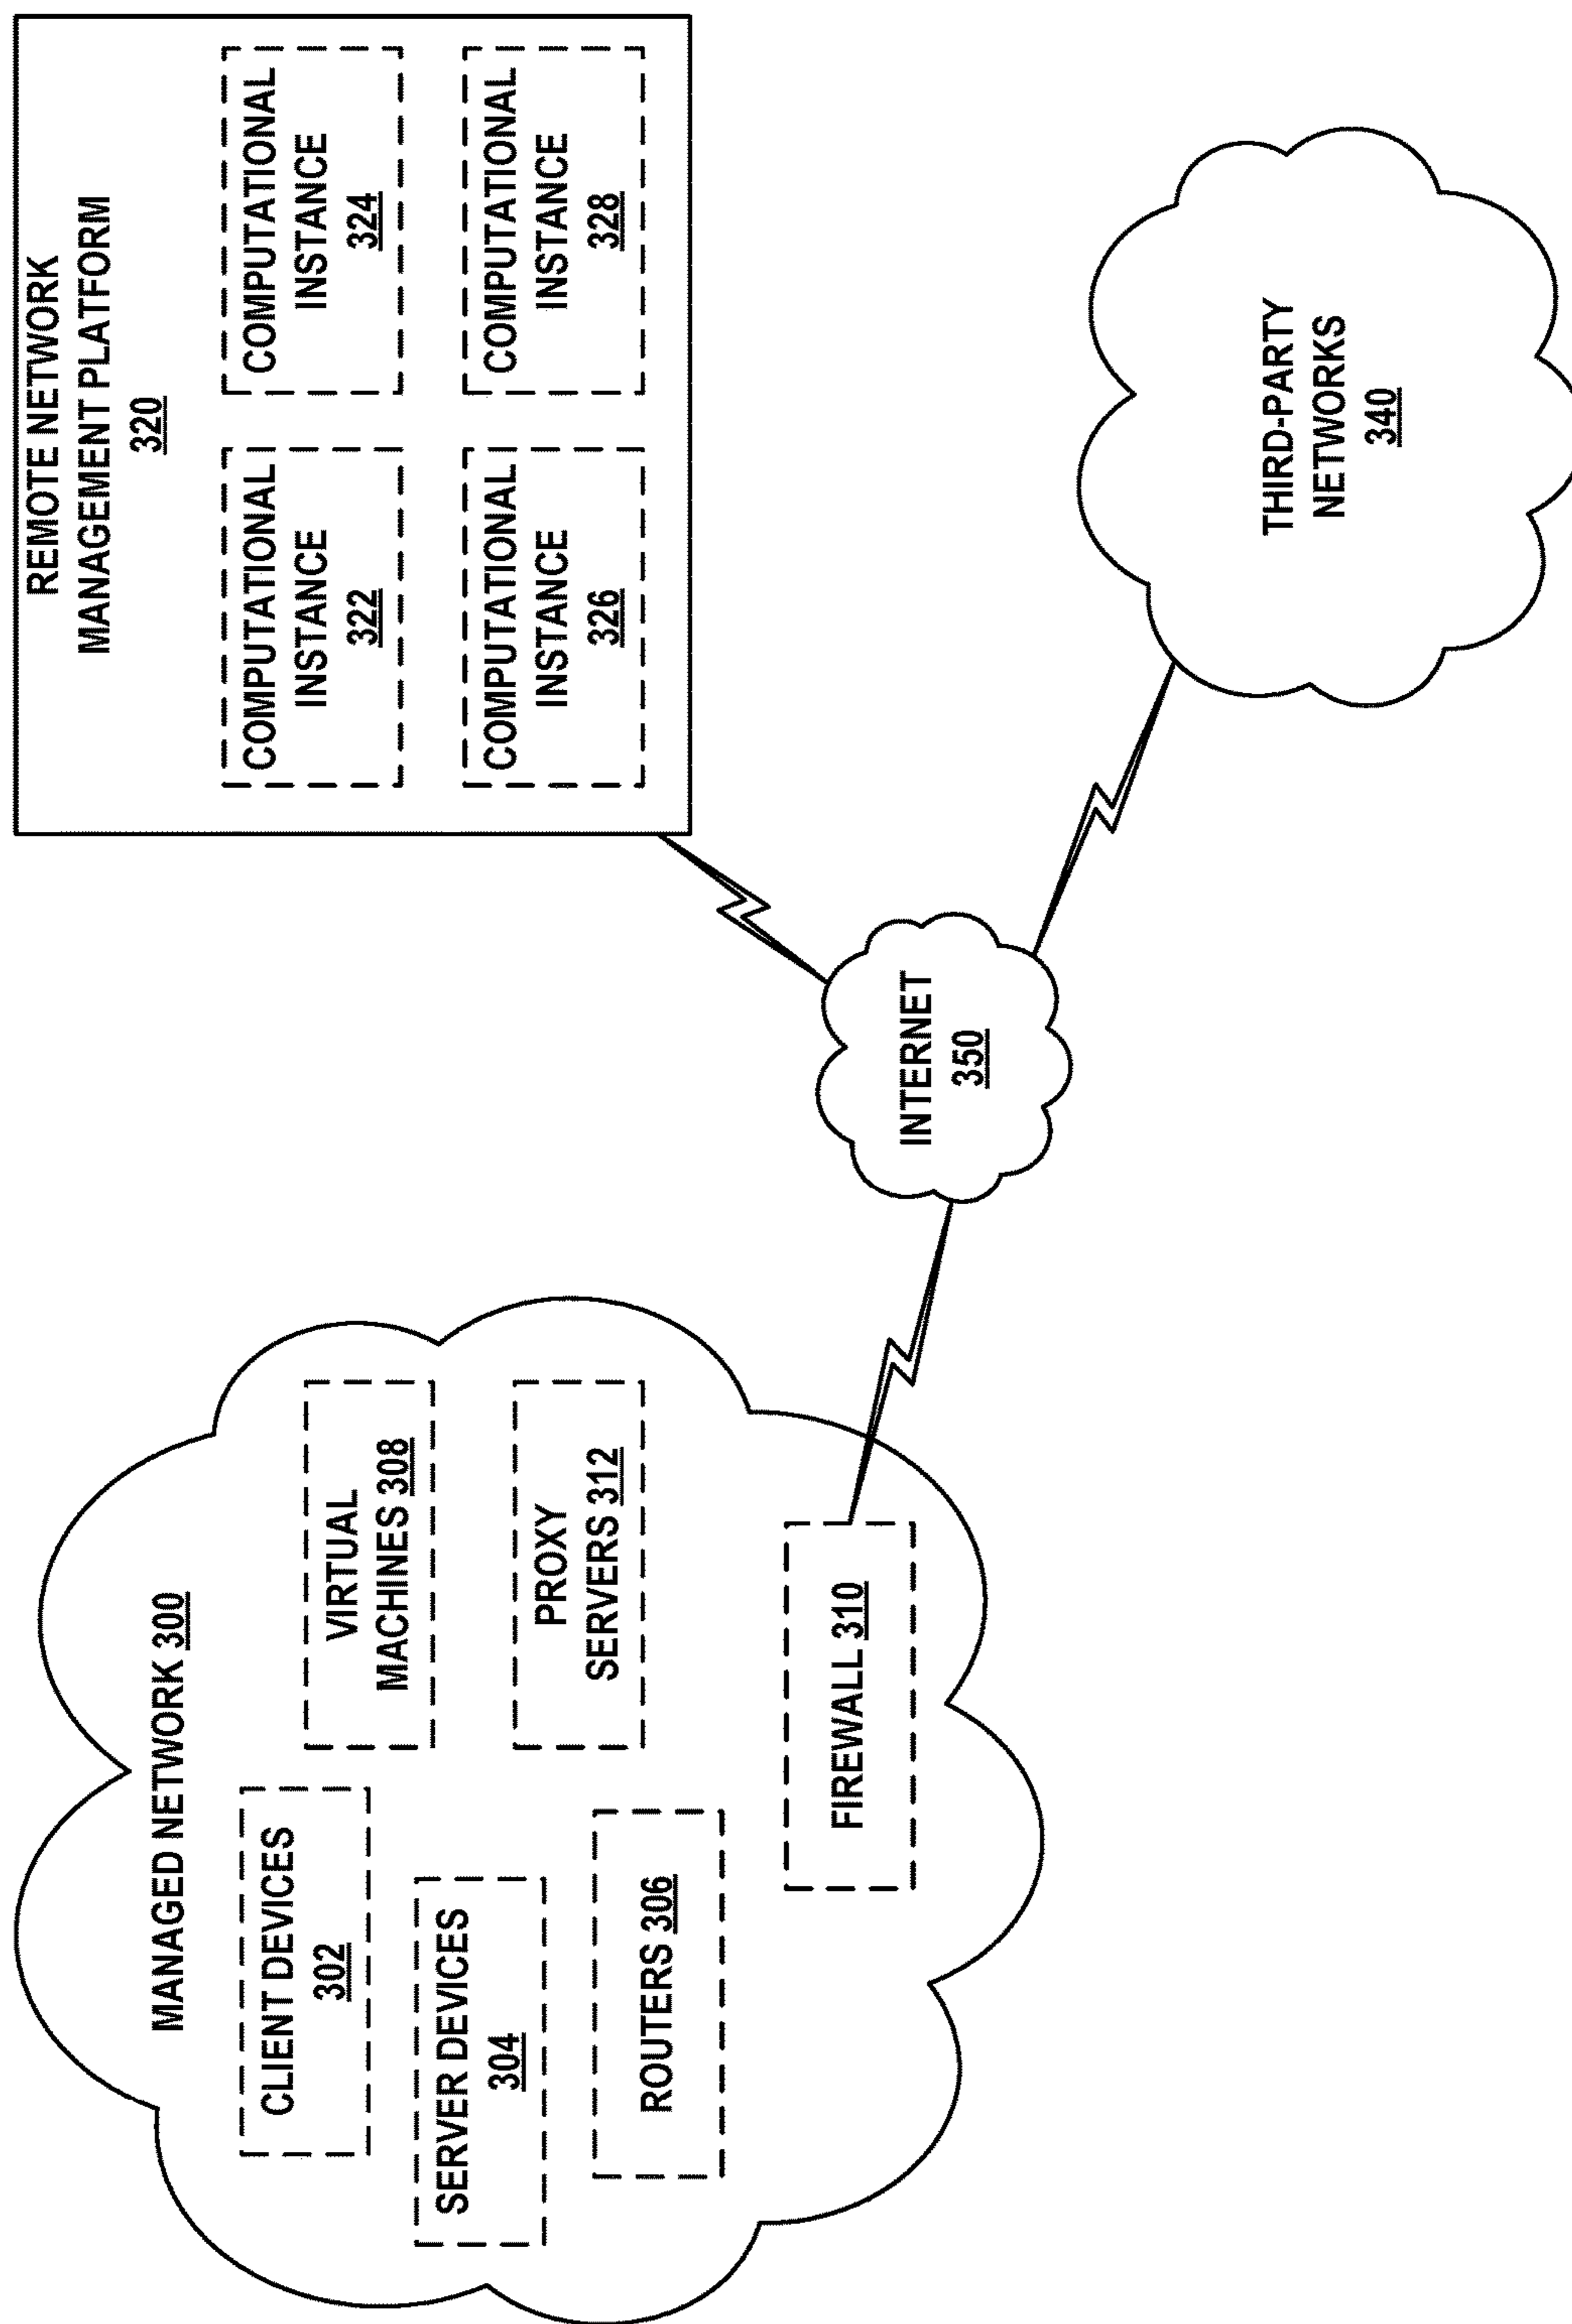 MANAGED NETWORK 300
CLIENT DEVICES
302
SERVER DEVICES
304
ROUTERS 306
VIRTUAL
MACHINES 308
PROXY
SERVERS 312
FIREWALL 310
INTERNET
350
REMOTE NETWORK
MANAGEMENT PLATFORM
320
COMPUTATIONAL
INSTANCE
322
COMPUTATIONAL
INSTANCE
324
COMPUTATIONAL
INSTANCE
326
COMPUTATIONAL
INSTANCE
328
THIRD-PARTY
NETWORKS
340